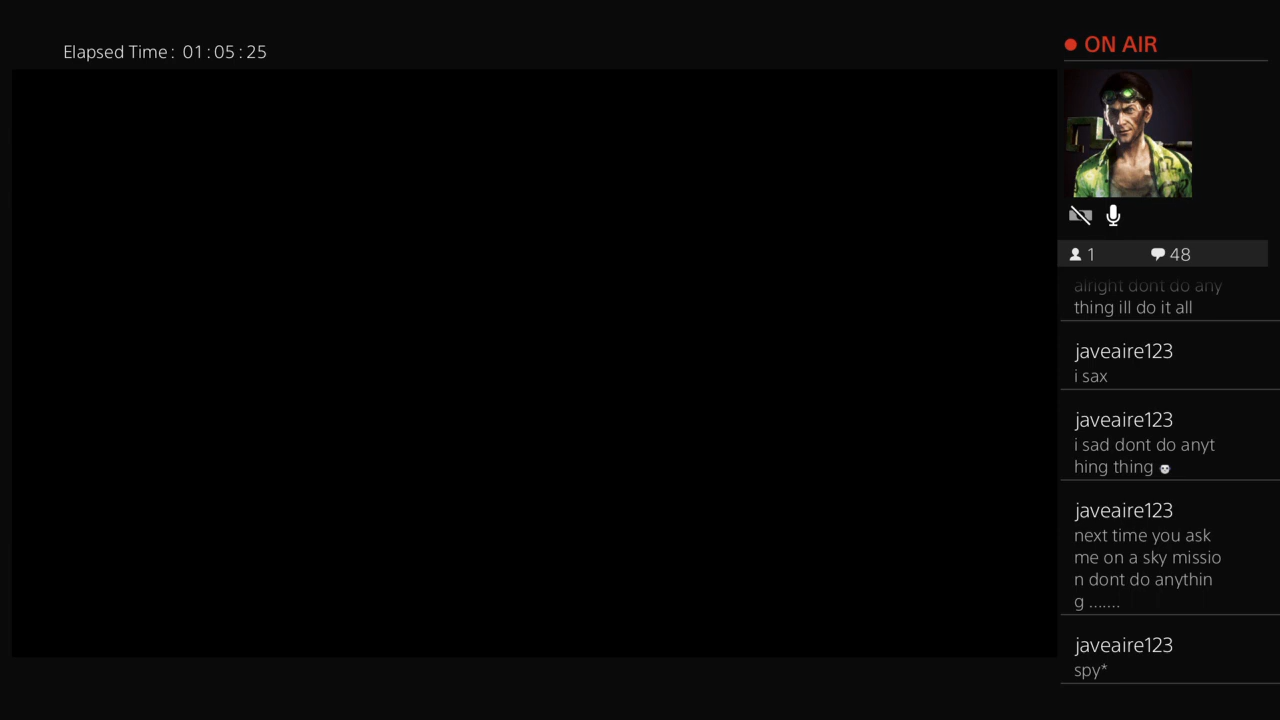 Elapsed Time: 01:05:25
ON AIR
1
48
alright dont do any
thing ill do it all
javeaire123
i sax
javeaire123
i sad dont do anyt
hing thing
javeaire123
next time you ask
me on a sky missio
n dont do anythin
g .......
javeaire123
spy*